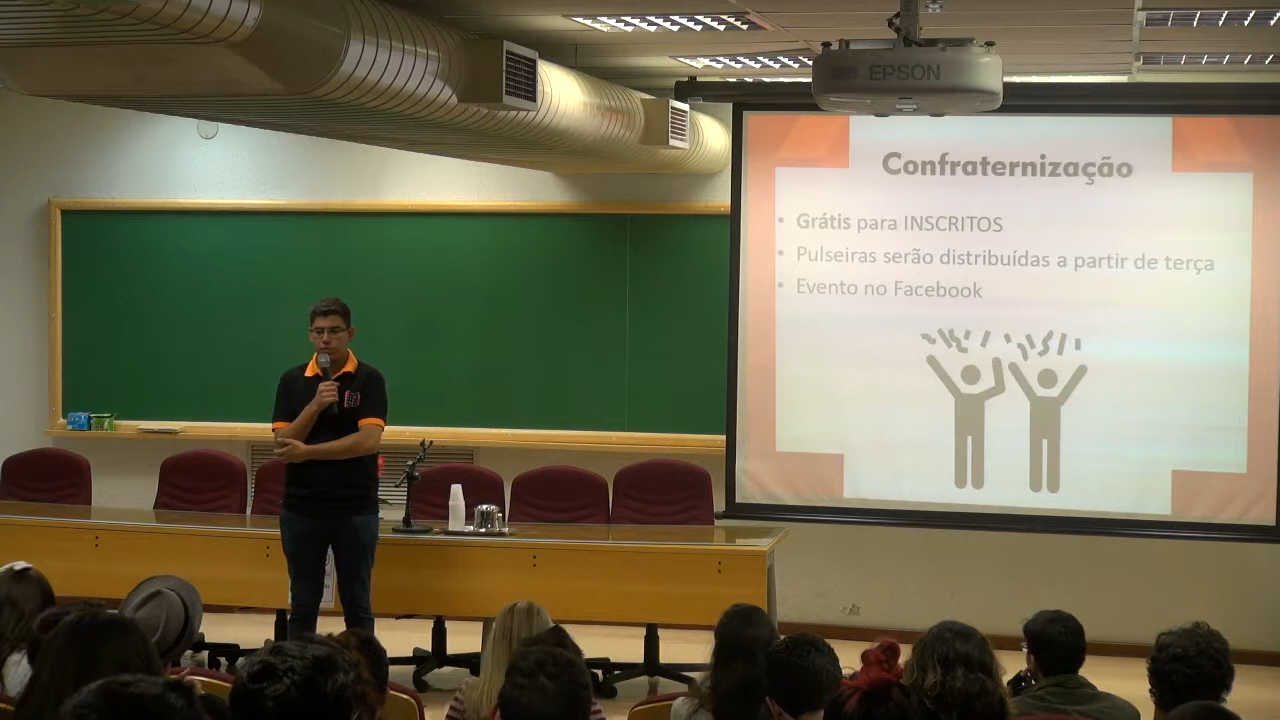 EPSON
Confraternização
• Grátis para INSCRITOS
• Pulseiras serão distribuídas a partir de terça
• Evento no Facebook